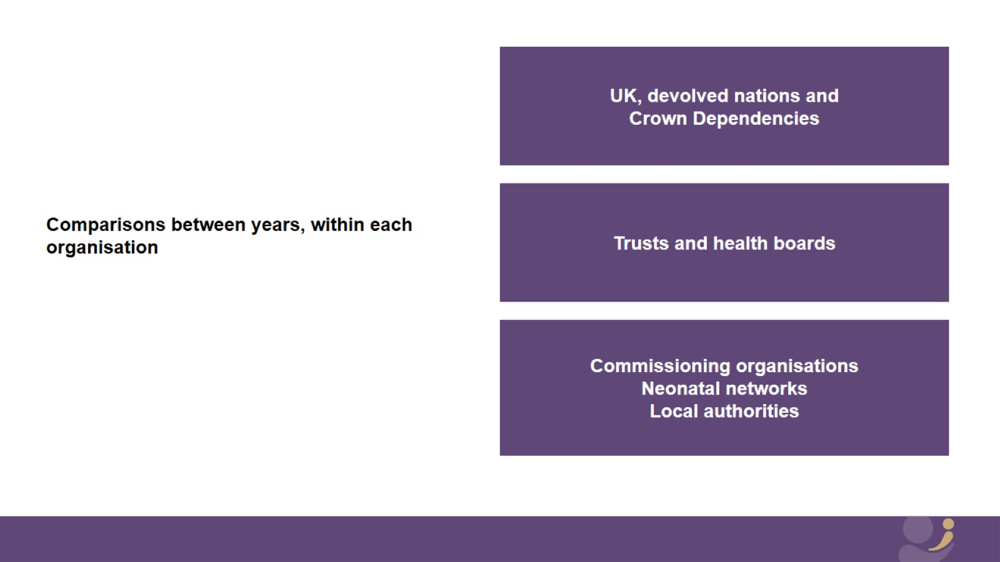 Comparisons between years, within each
organisation
UK, devolved nations and
Crown Dependencies
Trusts and health boards
Commissioning organisations
Neonatal networks
Local authorities